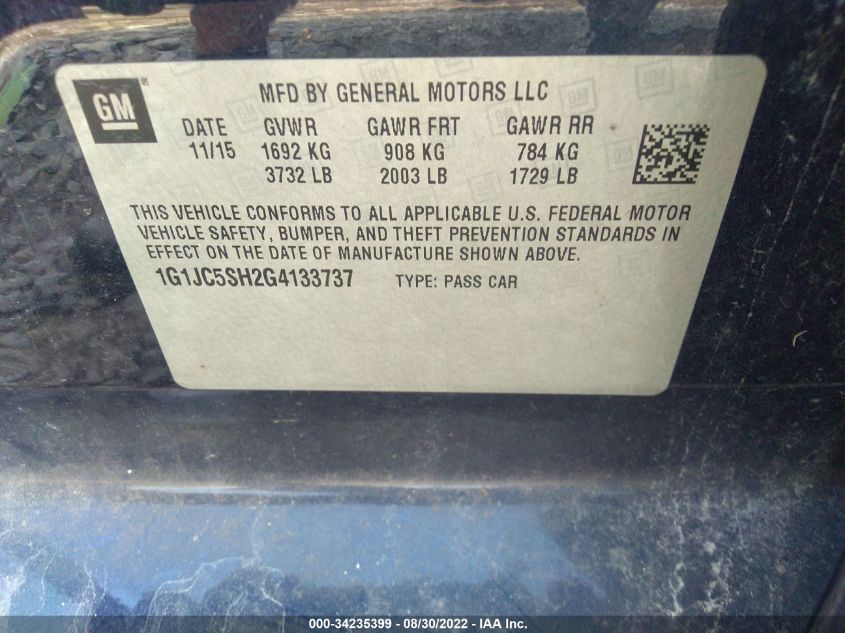 GM
®
MFD BY GENERAL MOTORS LLC
DATE GVWR GAWR FRT GAWR RR
11/15 1692 KG 908 KG 784 KG
3732 LB 2003 LB 1729 LB
THIS VEHICLE CONFORMS TO ALL APPLICABLE U.S. FEDERAL MOTOR
VEHICLE SAFETY, BUMPER, AND THEFT PREVENTION STANDARDS IN
EFFECT ON THE DATE OF MANUFACTURE SHOWN ABOVE.
1G1JC5SH2G4133737 TYPE: PASS CAR
000-34235399 - 08/30/2022 - IAA Inc.